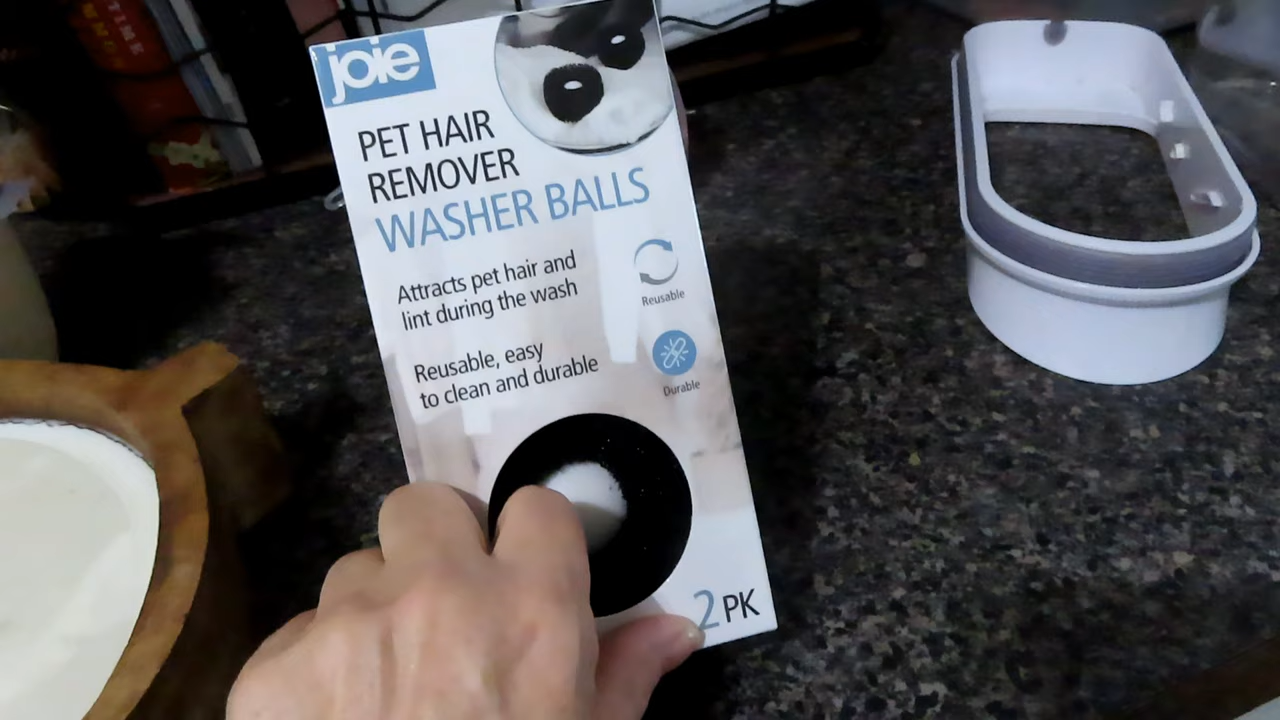 joie
PET HAIR
REMOVER
WASHER BALLS
Attracts pet hair and
lint during the wash
Reusable
Reusable, easy
to clean and durable
Durable
2PK